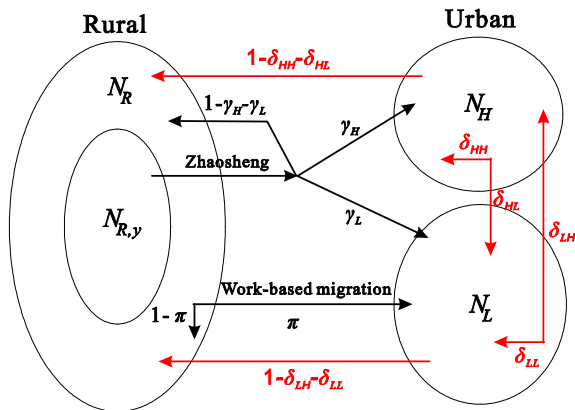 Rural
Urban
1-δHH-δHL
NR
1-γH-γL
Zhaosheng
γH
NH
δHH
δHL
δLH
NR,y
γL
Work-based migration
1- π
π
NL
δLL
1-δLH-δLL